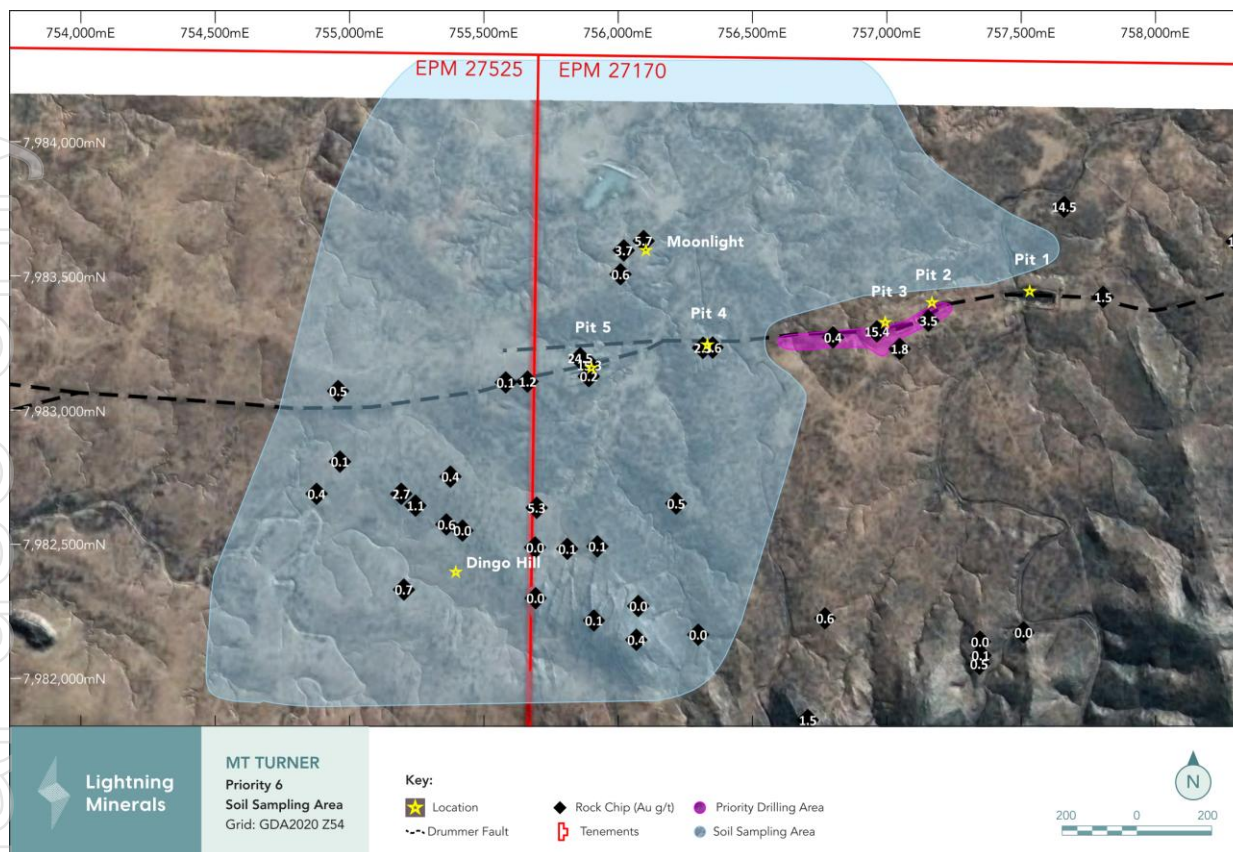 754,000mE 754,500mE 755,000mE 755,500mE 756,000mE 756,500mE 757,000mE 757,500mE 758,000mE
EPM 27525 EPM 27170
7,984,000mN
14.5
5.7
Moonlight
3.7
0.6
7,983,500mN
Pit 1
Pit 2
Pit 3
1.5
Pit 4
Pit 5
3.5
15.4
0.4
1.8
24.5
0.2
0.1 1.2
0.5
7,983,000mN
0.1
0.4
0.4
2.7
1.1
5.3
0.5
0.6
0.0
7,982,500mN
0.0 0.1 0.1
Dingo Hill
0.7
0.0
0.0
0.1
0.6
0.4
0.0
0.0
0.0
0.1
0.5
7,982,000mN
1.5
Lightning
Minerals
MT TURNER
Priority 6
Soil Sampling Area
Grid: GDA2020 Z54
Key:
Location
Rock Chip (Au g/t)
Priority Drilling Area
Drummer Fault
Tenements
Soil Sampling Area
N
200 0 200